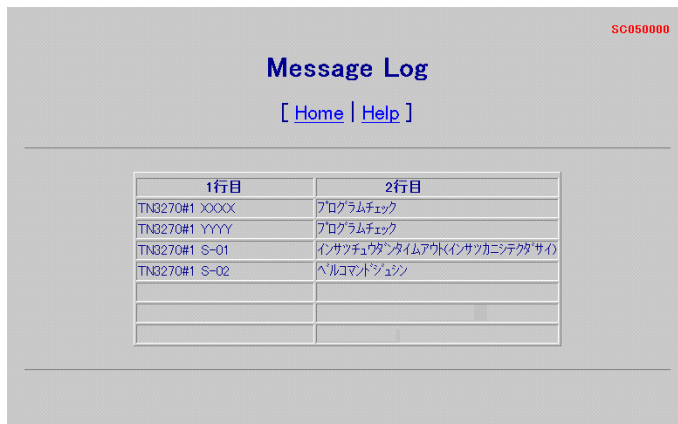 SC050000
Message Log
[ Home | Help ]
1行目 2行目
TN3270#1 XXXX ﾌﾟﾛｸﾞﾗﾑﾁｪｯｸ
TN3270#1 YYYY ﾌﾟﾛｸﾞﾗﾑﾁｪｯｸ
TN3270#1 S-01 ｲﾝｻﾂﾁｭｳﾀﾞﾝﾀｲﾑｱｳﾄ(ｲﾝｻﾂｶﾆｼﾃｸﾀﾞｻｲ)
TN3270#1 S-02 ﾍﾞﾙｺﾏﾝﾄﾞｼﾞｭｼﾝ